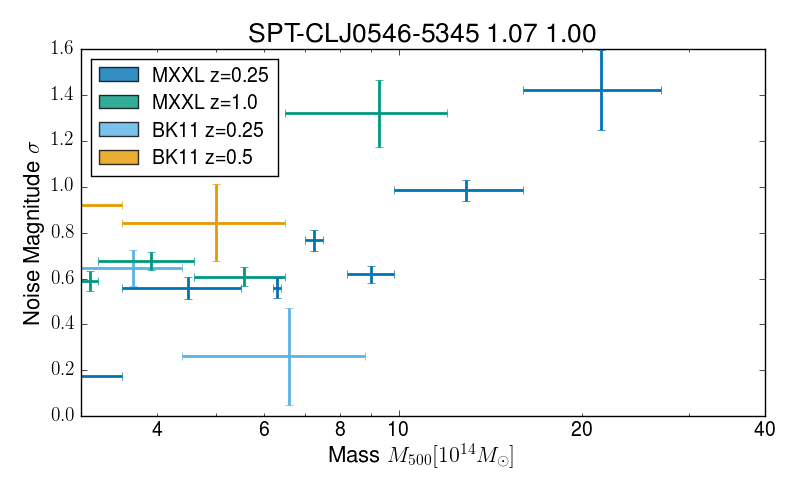 SPT-CLJ0546-5345 1.07 1.00
1.6
1.4
1.2
1.0
0.8
0.6
0.4
0.2
0.0
Noise Magnitude σ
MXXL z=0.25
MXXL z=1.0
BK11 z=0.25
BK11 z=0.5
4 6 8 10 20 40
Mass M₅₀₀[10¹⁴M⊙]